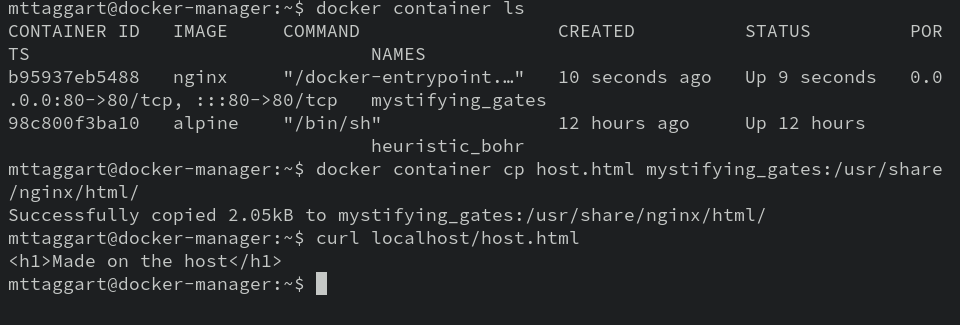 mttaggart@docker-manager:~$ docker container ls
CONTAINER ID   IMAGE     COMMAND                  CREATED          STATUS         POR
TS                               NAMES
b95937eb5488   nginx     "/docker-entrypoint.…"   10 seconds ago   Up 9 seconds   0.0
.0.0:80->80/tcp, :::80->80/tcp   mystifying_gates
98c800f3ba10   alpine    "/bin/sh"                12 hours ago     Up 12 hours
                                 heuristic_bohr
mttaggart@docker-manager:~$ docker container cp host.html mystifying_gates:/usr/share
/nginx/html/
Successfully copied 2.05kB to mystifying_gates:/usr/share/nginx/html/
mttaggart@docker-manager:~$ curl localhost/host.html
<h1>Made on the host</h1>
mttaggart@docker-manager:~$